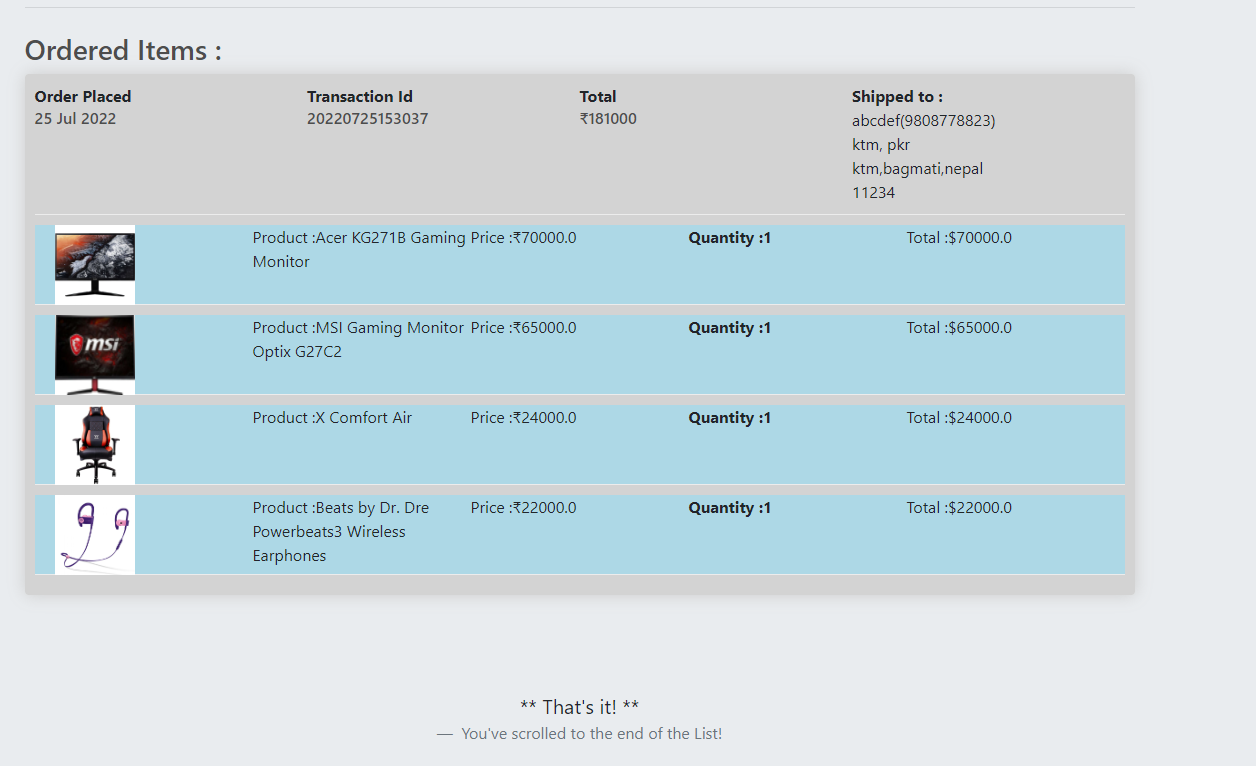 Ordered Items :
Order Placed
25 Jul 2022
Transaction Id
20220725153037
Total
₹181000
Shipped to :
abcdef(9808778823)
ktm, pkr
ktm,bagmati,nepal
11234
Product :Acer KG271B Gaming
Monitor
Price :₹70000.0
Quantity :1
Total :$70000.0
msi
Product :MSI Gaming Monitor
Optix G27C2
Price :₹65000.0
Quantity :1
Total :$65000.0
Product :X Comfort Air
Price :₹24000.0
Quantity :1
Total :$24000.0
Product :Beats by Dr. Dre
Powerbeats3 Wireless
Earphones
Price :₹22000.0
Quantity :1
Total :$22000.0
** That's it! **
— You've scrolled to the end of the List!